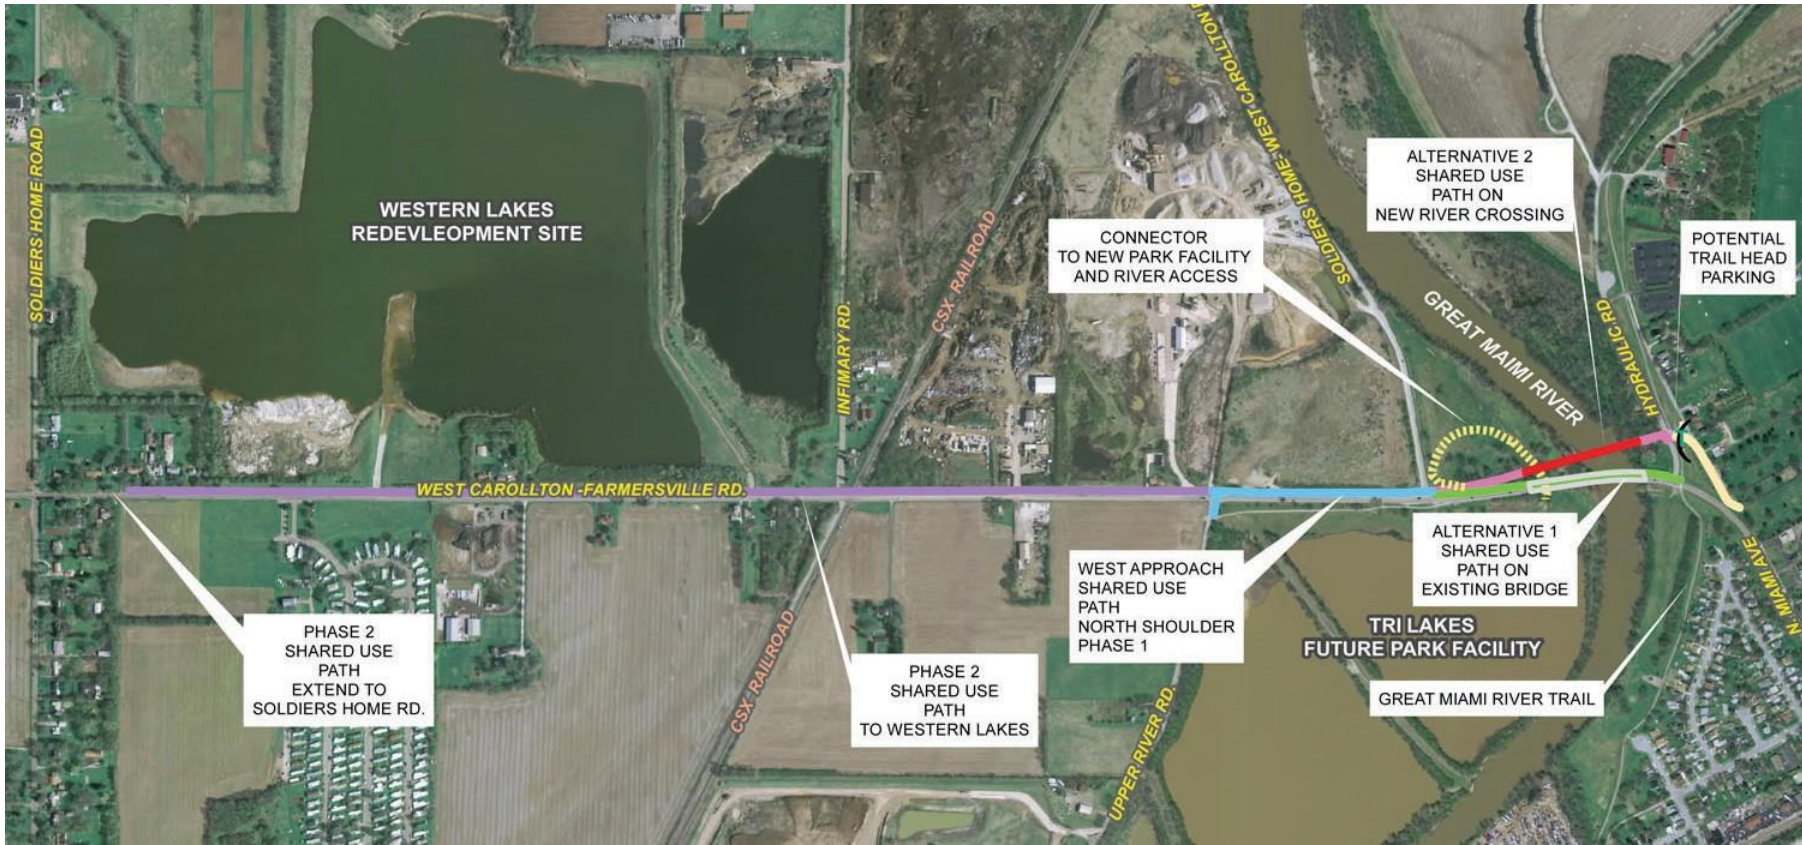 SOLDIERS HOME ROAD
WESTERN LAKES
REDEVLEOPMENT SITE
INFIMARY RD.
CSX RAILROAD
SOLDIERS HOME- WEST CAROLLTON
CONNECTOR
TO NEW PARK FACILITY
AND RIVER ACCESS
GREAT MAIMI RIVER
ALTERNATIVE 2
SHARED USE
PATH ON
NEW RIVER CROSSING
HYDRAULIC RD
POTENTIAL
TRAIL HEAD
PARKING
WEST CAROLLTON -FARMERSVILLE RD.
PHASE 2
SHARED USE
PATH
EXTEND TO
SOLDIERS HOME RD.
CSX RAILROAD
PHASE 2
SHARED USE
PATH
TO WESTERN LAKES
UPPER RIVER RD.
WEST APPROACH
SHARED USE
PATH
NORTH SHOULDER
PHASE 1
ALTERNATIVE 1
SHARED USE
PATH ON
EXISTING BRIDGE
TRI LAKES
FUTURE PARK FACILITY
GREAT MIAMI RIVER TRAIL
N. MIAMI AVE